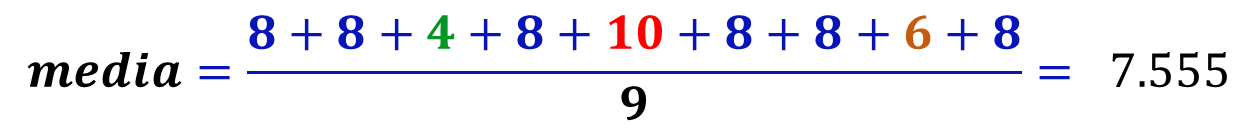 media = 8 + 8 + 4 + 8 + 10 + 8 + 8 + 6 + 8 / 9 = 7.555